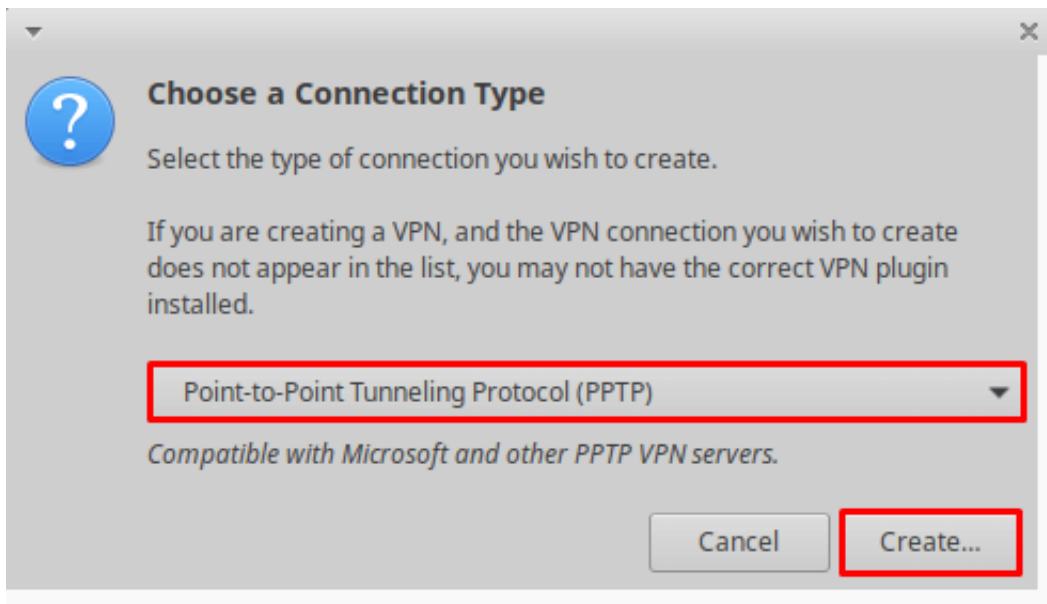 Choose a Connection Type
Select the type of connection you wish to create.
If you are creating a VPN, and the VPN connection you wish to create
does not appear in the list, you may not have the correct VPN plugin
installed.
Point-to-Point Tunneling Protocol (PPTP)
Compatible with Microsoft and other PPTP VPN servers.
Cancel Create...